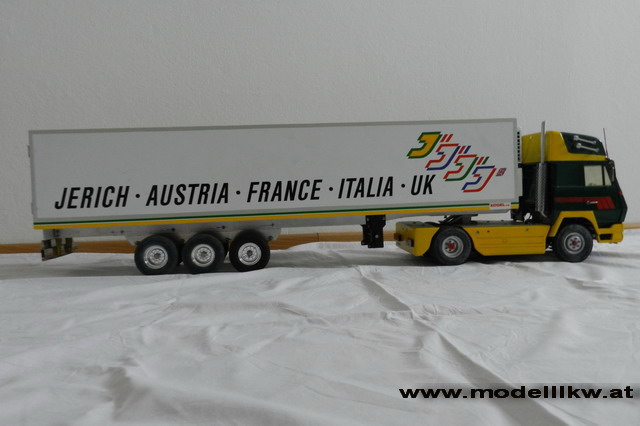 JERICH · AUSTRIA · FRANCE · ITALIA · UK
www.modelllkw.at